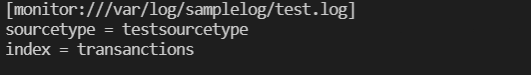 [monitor:///var/log/samplelog/test.log]
sourcetype = testsourcetype
index = transanctions